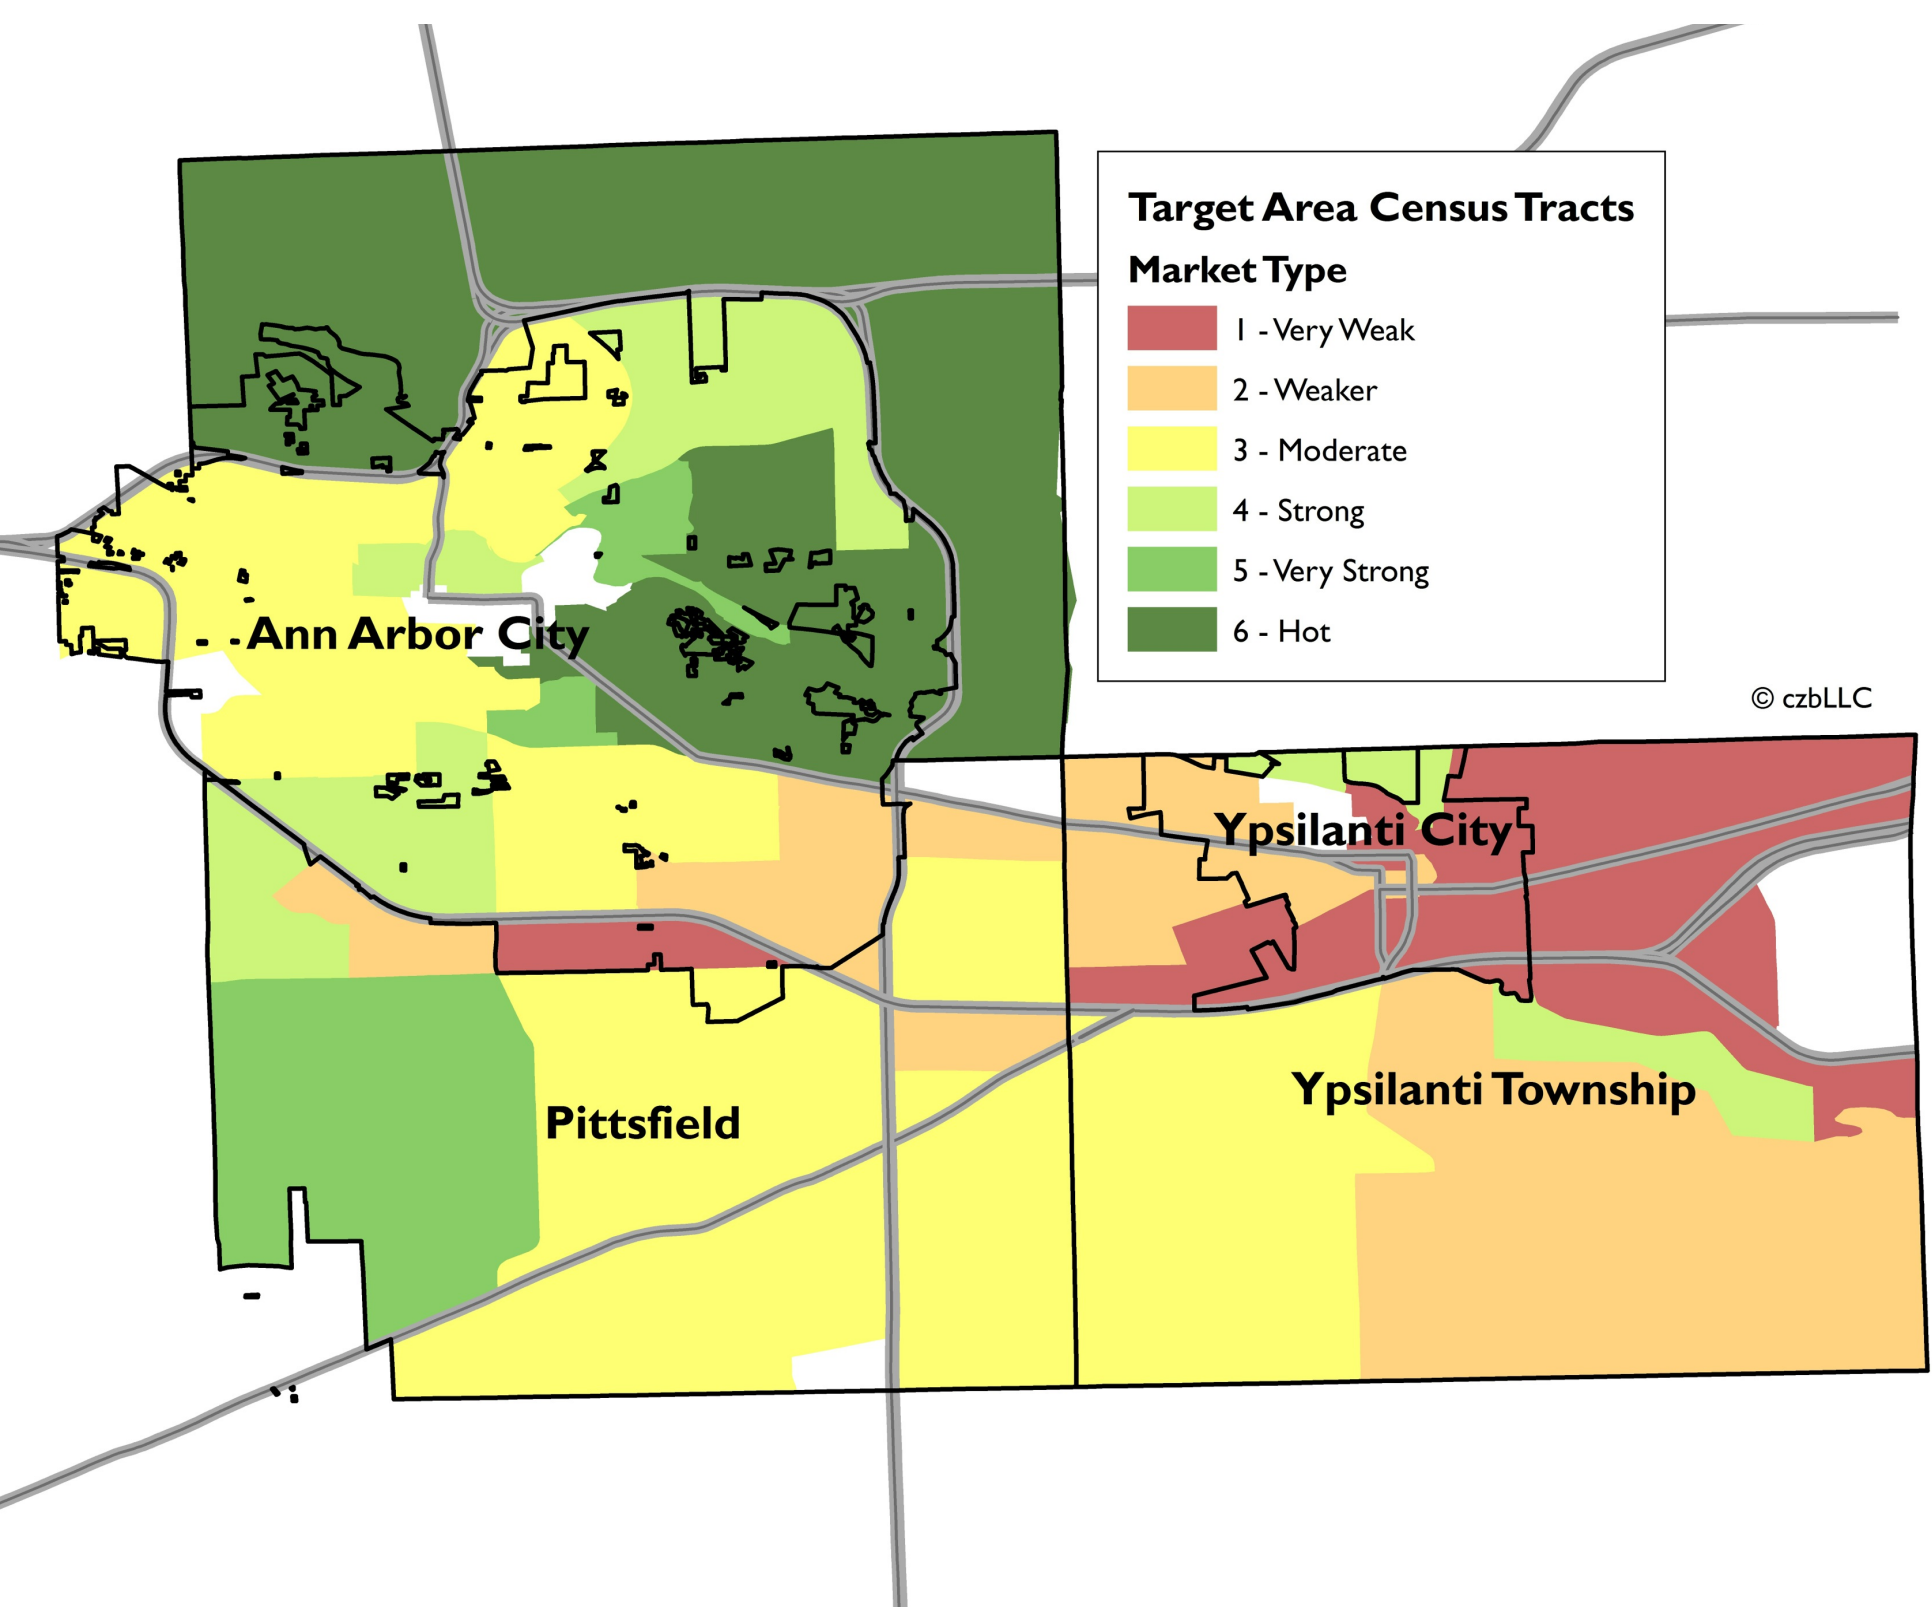 Target Area Census Tracts
Market Type
1 - Very Weak
2 - Weaker
3 - Moderate
4 - Strong
5 - Very Strong
6 - Hot
© czbLLC
Ann Arbor City
Ypsilanti City
Ypsilanti Township
Pittsfield